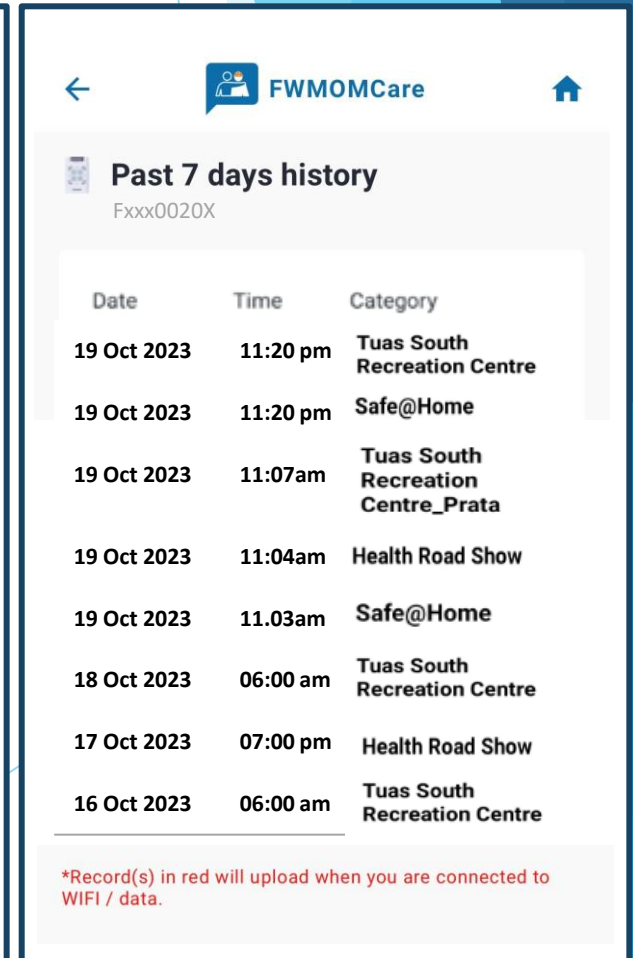 FWMOMCare
Past 7 days history
Fxxx0020X
Date Time Category
19 Oct 2023 11:20 pm Tuas South
Recreation Centre
19 Oct 2023 11:20 pm Safe@Home
19 Oct 2023 11:07am Tuas South
Recreation
Centre_Prata
19 Oct 2023 11:04am Health Road Show
19 Oct 2023 11.03am Safe@Home
18 Oct 2023 06:00 am Tuas South
Recreation Centre
17 Oct 2023 07:00 pm Health Road Show
16 Oct 2023 06:00 am Tuas South
Recreation Centre
*Record(s) in red will upload when you are connected to
WIFI / data.